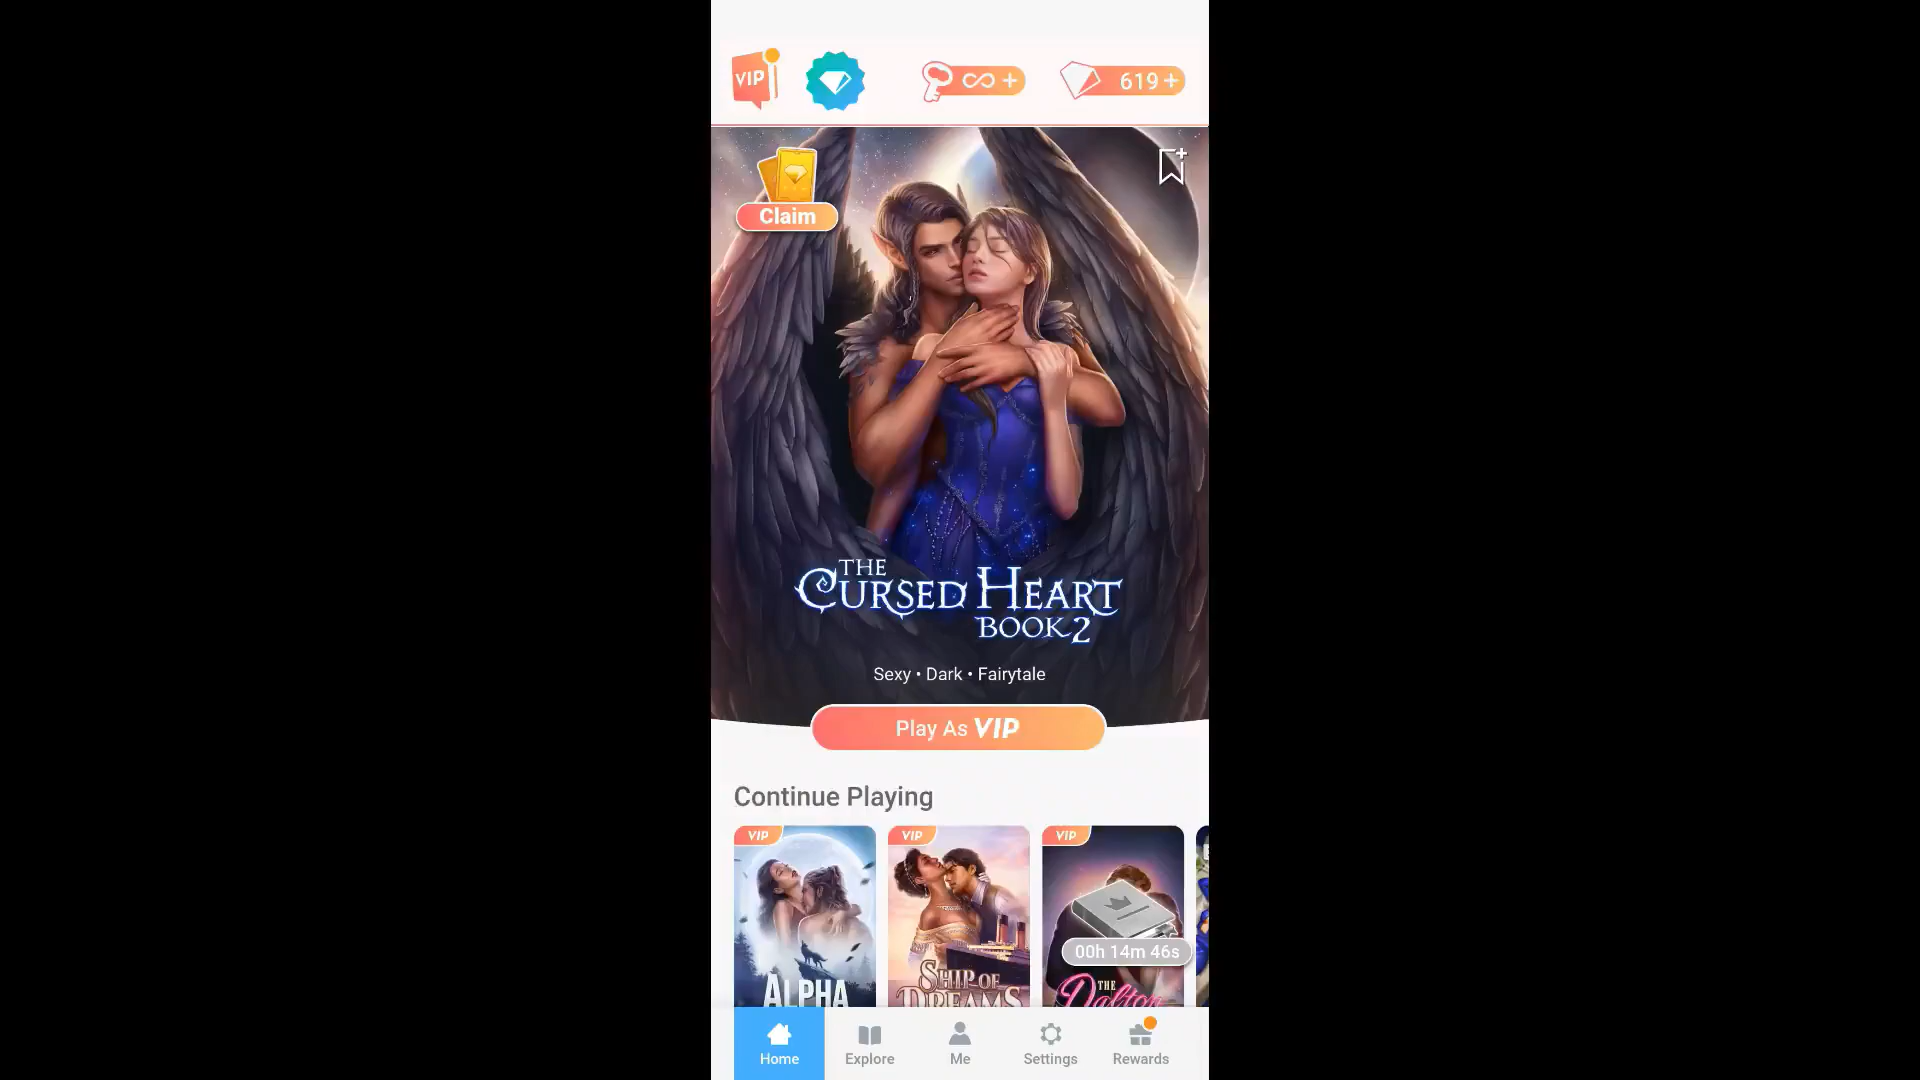 VIP
∞ +
619 +
Claim
THE
CURSED HEART
BOOK 2
Sexy • Dark • Fairytale
Play As VIP
Continue Playing
VIP
VIP
VIP
ALPHA
SHIP OF
DREAMS
00h 14m 46s
THE
Dalton
Home
Explore
Me
Settings
Rewards